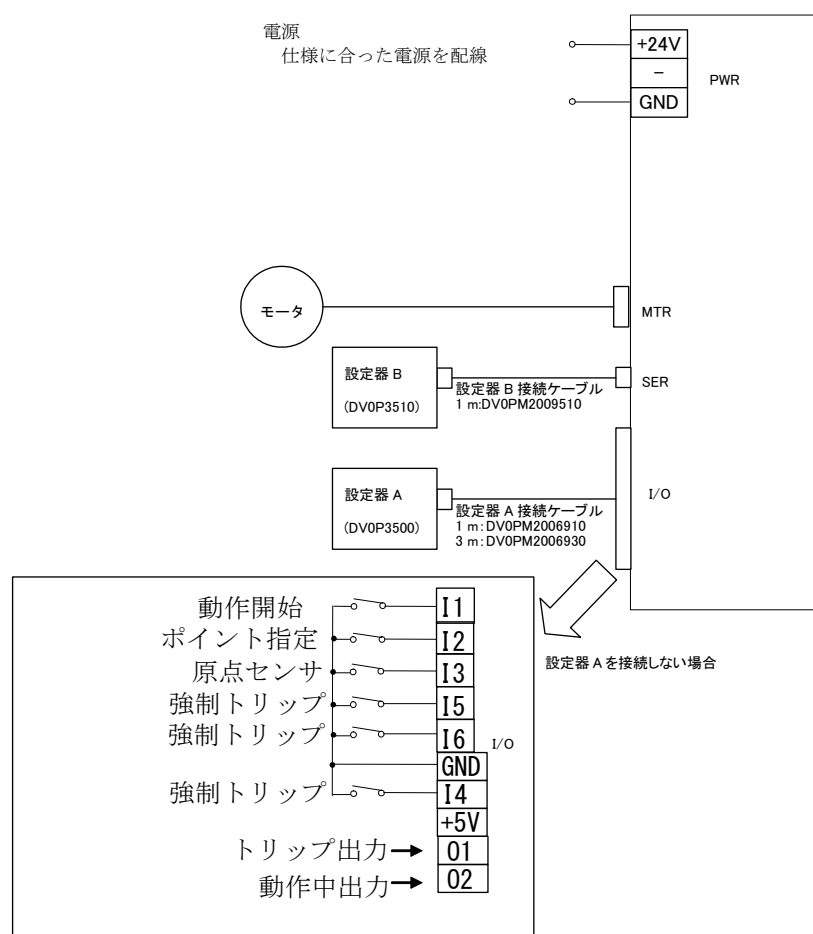 電源
仕様に合った電源を配線
+24V
-
GND
PWR
モータ
MTR
設定器 B
(DV0P3510)
設定器 B 接続ケーブル
1 m:DV0PM2009510
SER
設定器 A
(DV0P3500)
設定器 A 接続ケーブル
1 m:DV0PM2006910
3 m:DV0PM2006930
I/O
設定器 A を接続しない場合
動作開始 I1
ポイント指定 I2
原点センサ I3
強制トリップ I5
強制トリップ I6
I/O
GND
強制トリップ I4
+5V
トリップ出力 O1
動作中出力 O2